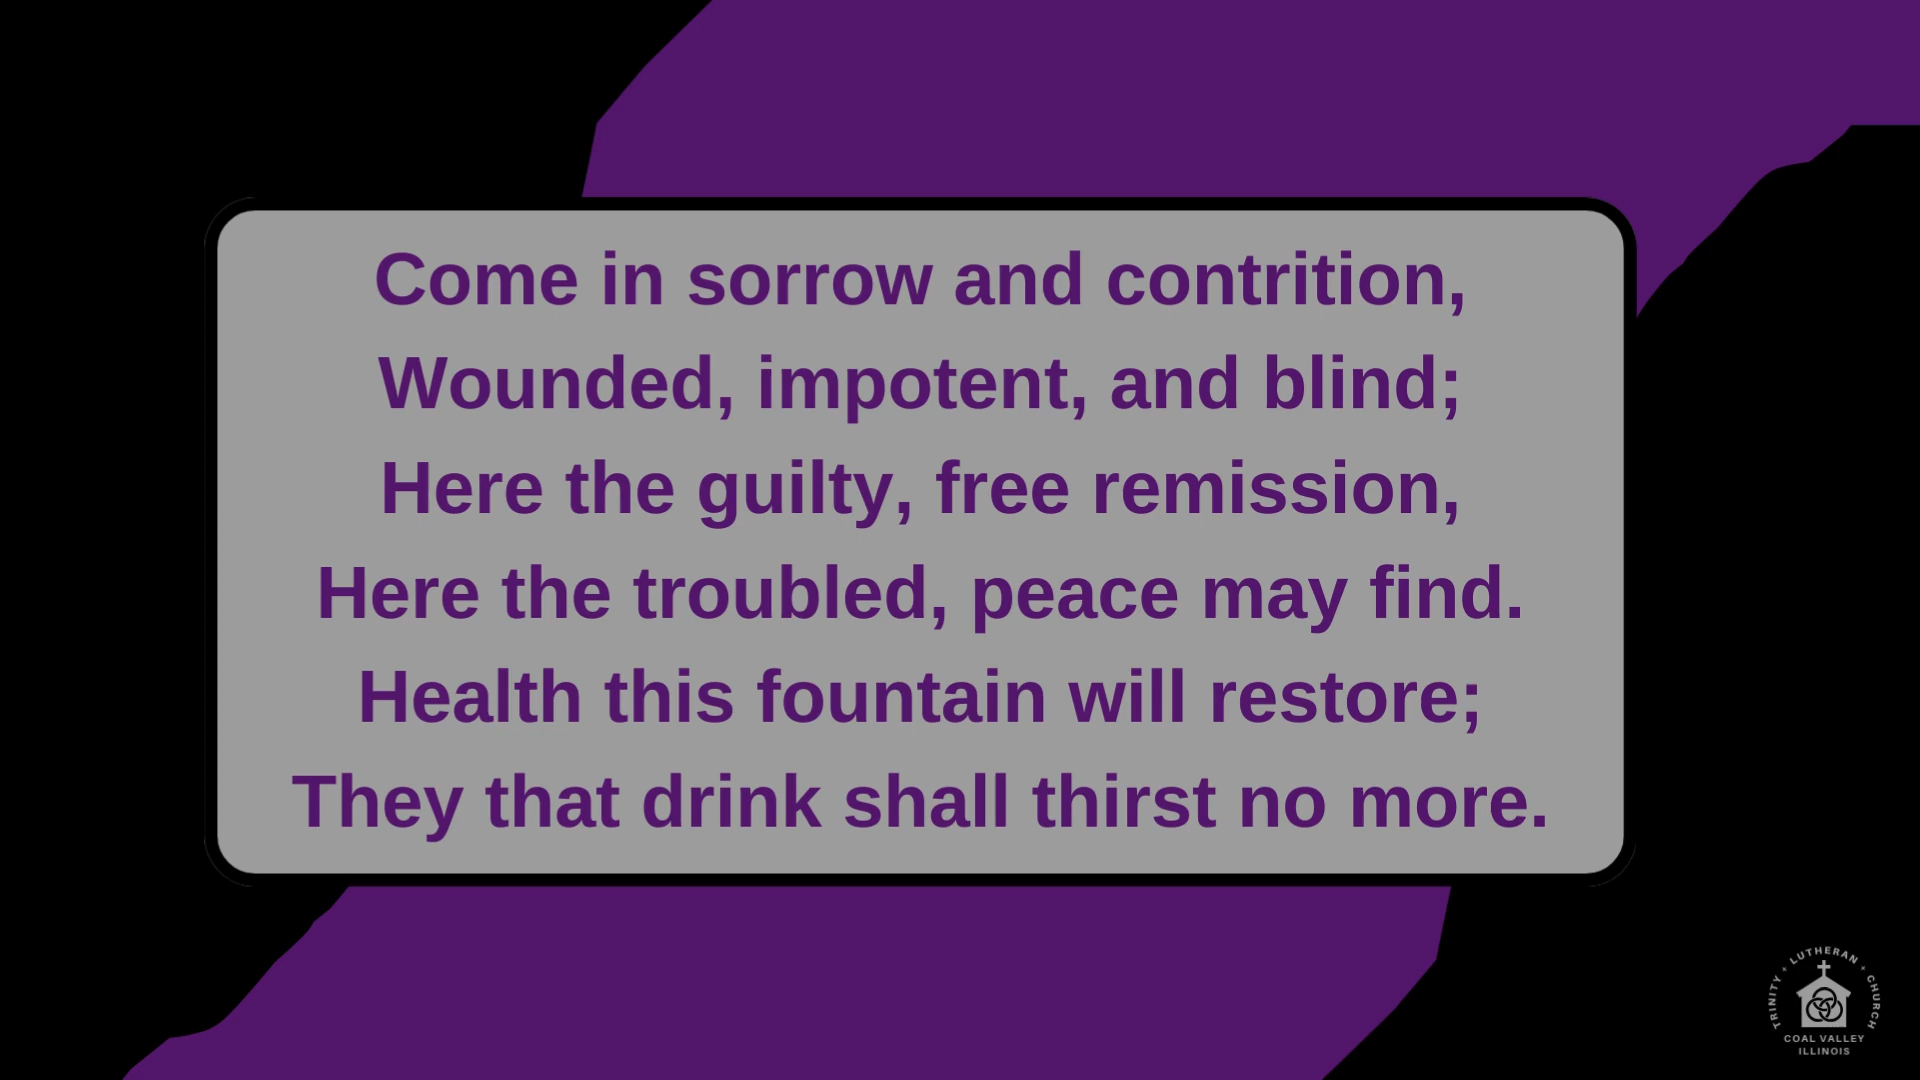 Come in sorrow and contrition,
Wounded, impotent, and blind;
Here the guilty, free remission,
Here the troubled, peace may find.
Health this fountain will restore;
They that drink shall thirst no more.
TRINITY + LUTHERAN + CHURCH
COAL VALLEY
ILLINOIS